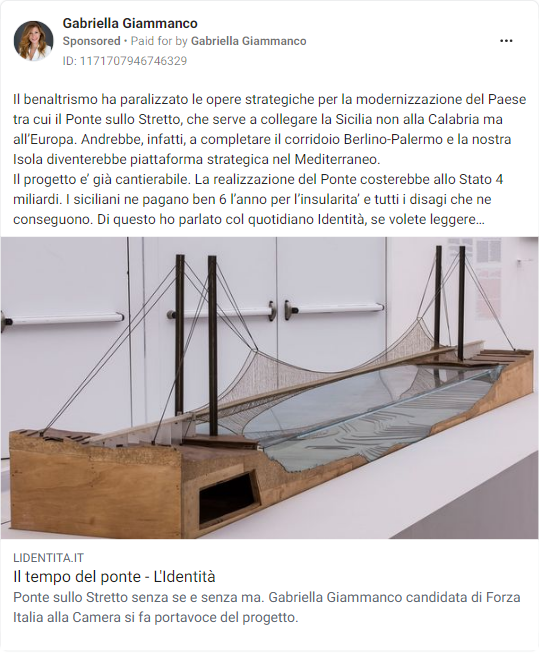 Gabriella Giammanco
Sponsored • Paid for by Gabriella Giammanco
ID: 1171707946746329
Il benaltrismo ha paralizzato le opere strategiche per la modernizzazione del Paese
tra cui il Ponte sullo Stretto, che serve a collegare la Sicilia non alla Calabria ma
all’Europa. Andrebbe, infatti, a completare il corridoio Berlino-Palermo e la nostra
Isola diventerebbe piattaforma strategica nel Mediterraneo.
Il progetto e’ già cantierabile. La realizzazione del Ponte costerebbe allo Stato 4
miliardi. I siciliani ne pagano ben 6 l’anno per l’insularita’ e tutti i disagi che ne
conseguono. Di questo ho parlato col quotidiano Identità, se volete leggere…
LIDENTITA.IT
Il tempo del ponte - L'Identità
Ponte sullo Stretto senza se e senza ma. Gabriella Giammanco candidata di Forza
Italia alla Camera si fa portavoce del progetto.